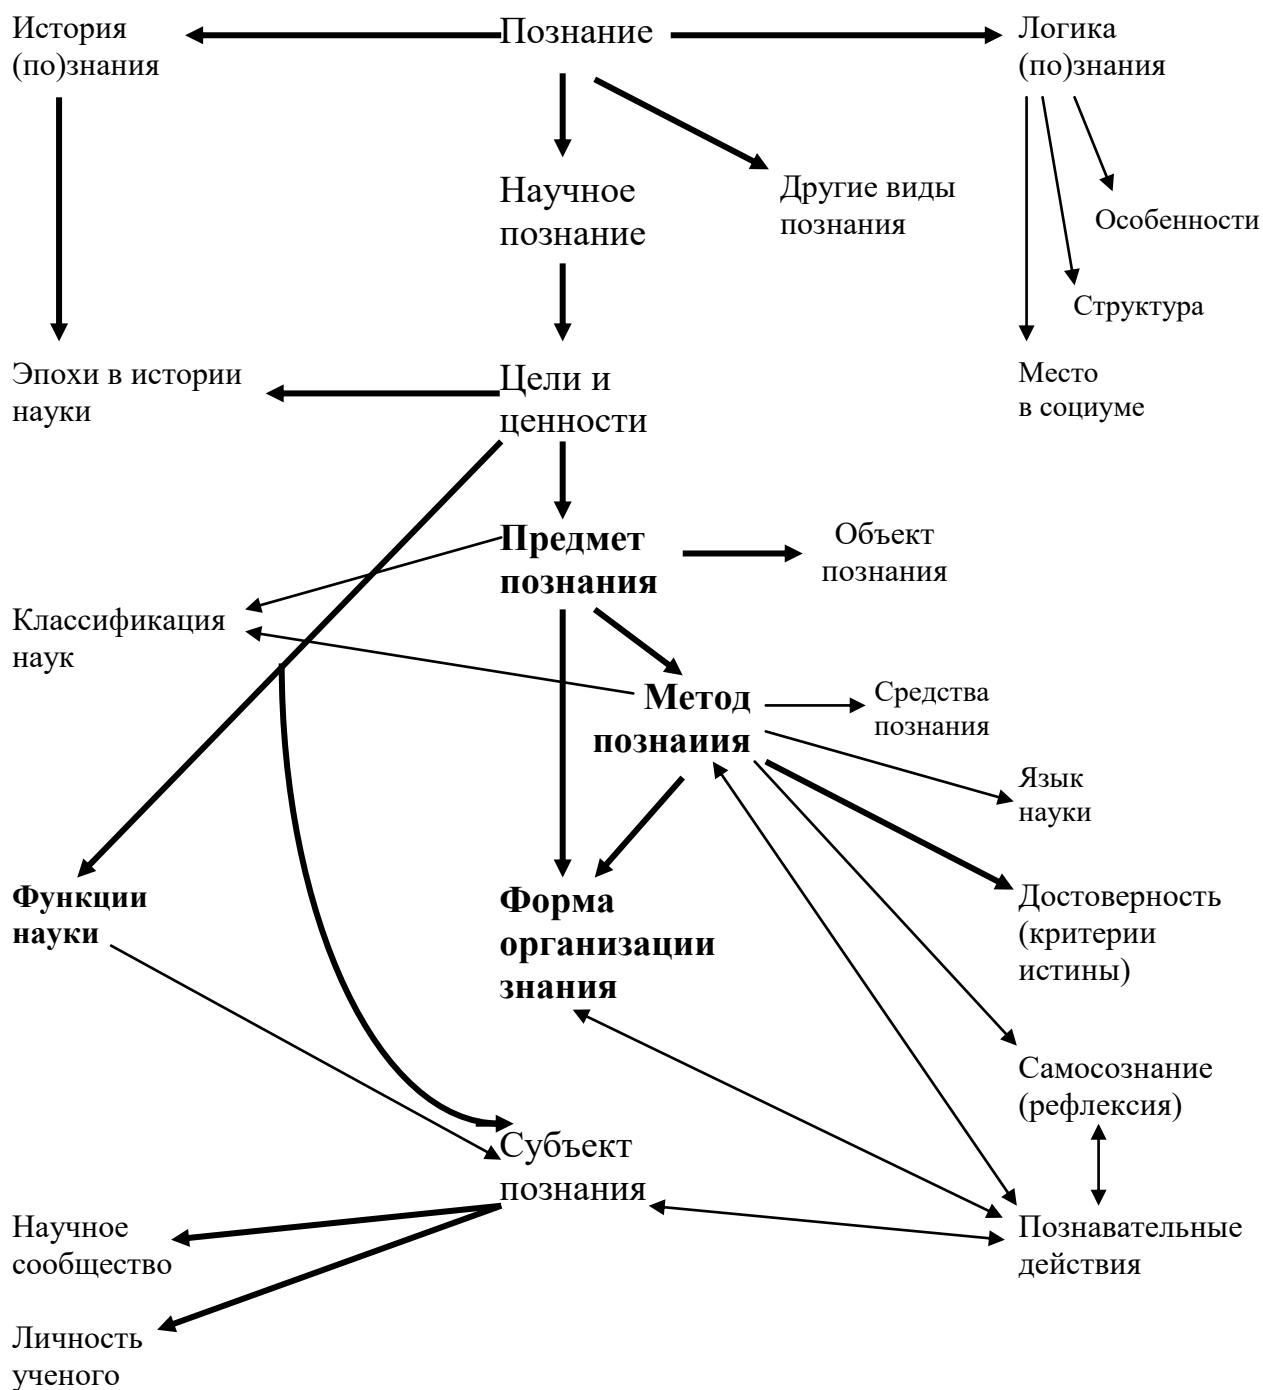 История
(по)знания
Познание
Логика
(по)знания
Научное
познание
Другие виды
познания
Особенности
Структура
Эпохи в истории
науки
Цели и
ценности
Место
в социуме
Предмет
познания
Объект
познания
Классификация
наук
Метод
познаиия
Средства
познания
Язык
науки
Функции
науки
Форма
организации
знания
Достоверность
(критерии
истины)
Самосознание
(рефлексия)
Субъект
познания
Научное
сообщество
Познавательные
действия
Личность
ученого